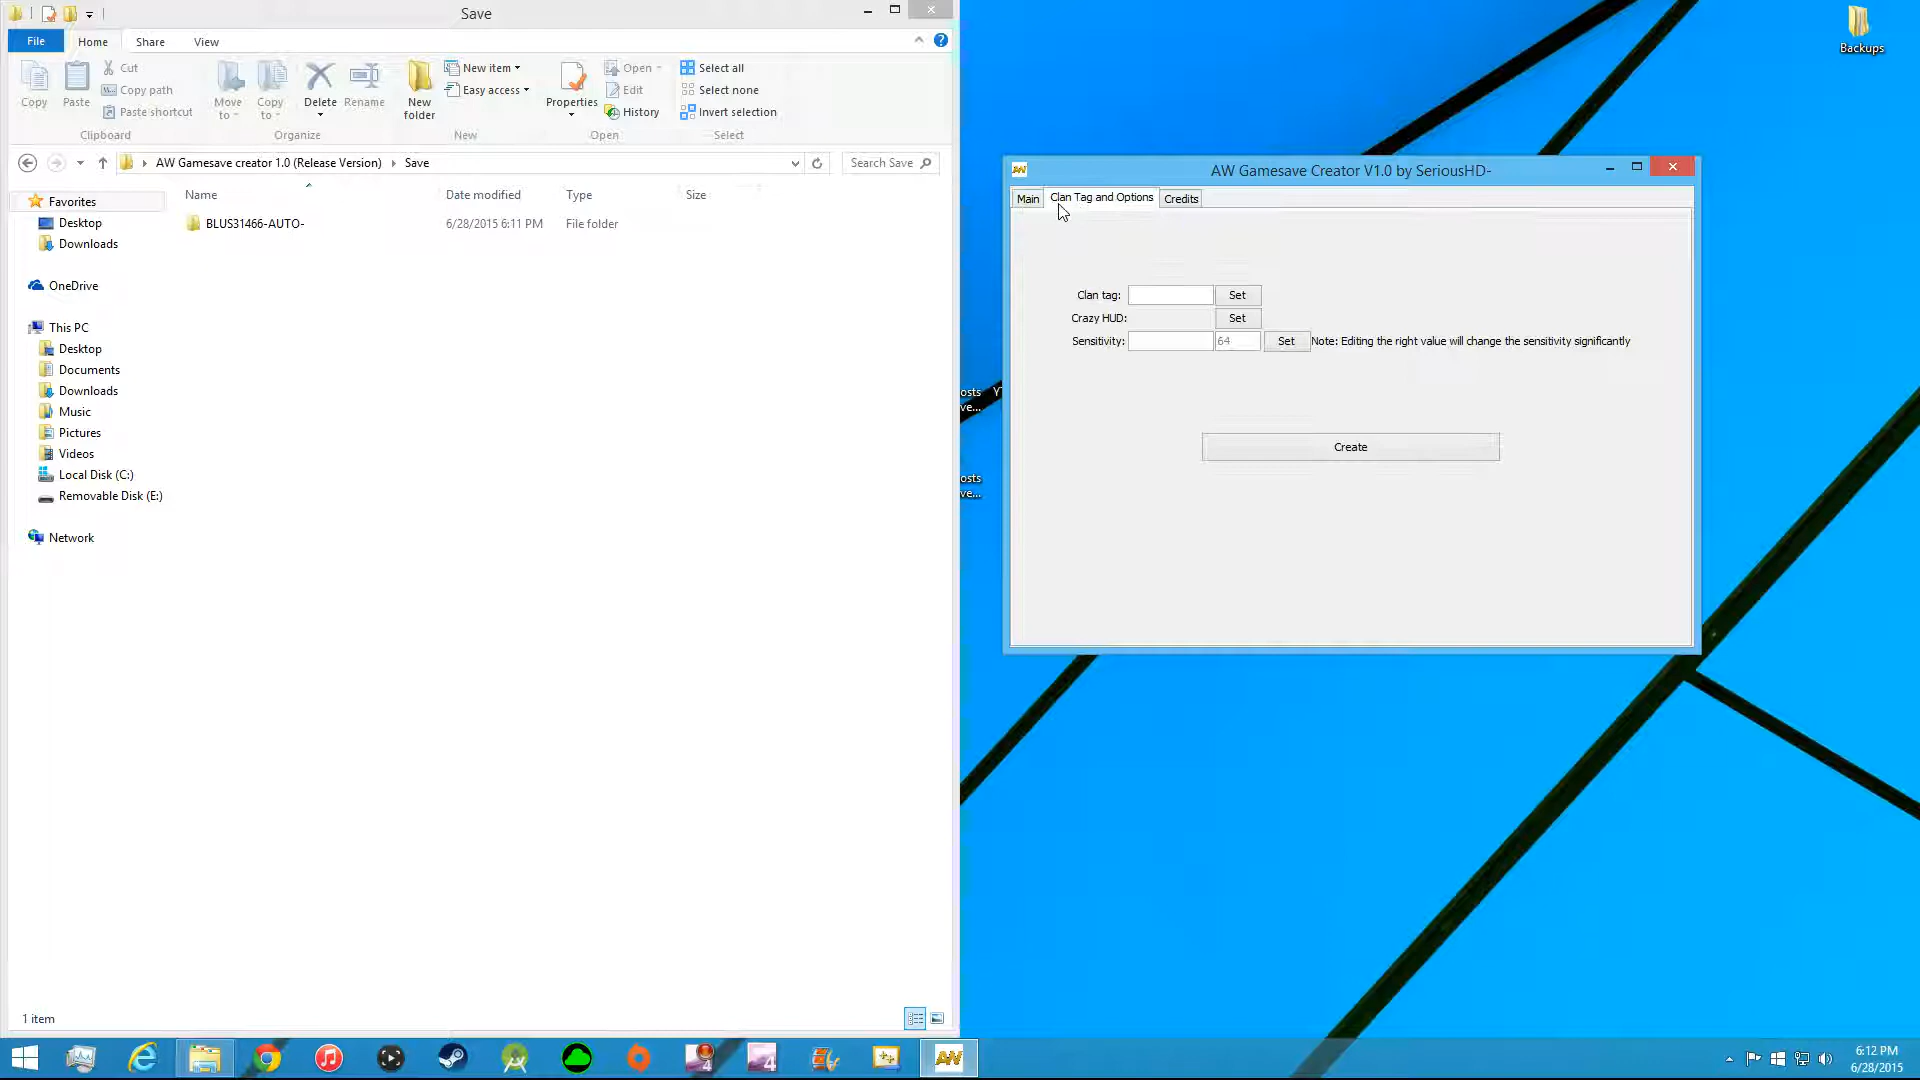 Save
File
Home
Share
View
Copy
Paste
Cut
Copy path
Paste shortcut
Clipboard
Move to
Copy to
Delete
Rename
Organize
New folder
New item
Easy access
New
Properties
Open
Edit
History
Open
Select all
Select none
Invert selection
Select
AW Gamesave creator 1.0 (Release Version)
Save
Search Save
Name
Date modified
Type
Size
BLUS31466-AUTO-
6/28/2015 6:11 PM
File folder
Favorites
Desktop
Downloads
OneDrive
This PC
Desktop
Documents
Downloads
Music
Pictures
Videos
Local Disk (C:)
Removable Disk (E:)
Network
1 item
Backups
osts
ve...
osts
ve...
AW Gamesave Creator V1.0 by SeriousHD-
Main
Clan Tag and Options
Credits
Clan tag:
Set
Crazy HUD:
Set
Sensitivity:
64
Set
Note: Editing the right value will change the sensitivity significantly
Create
6:12 PM
6/28/2015